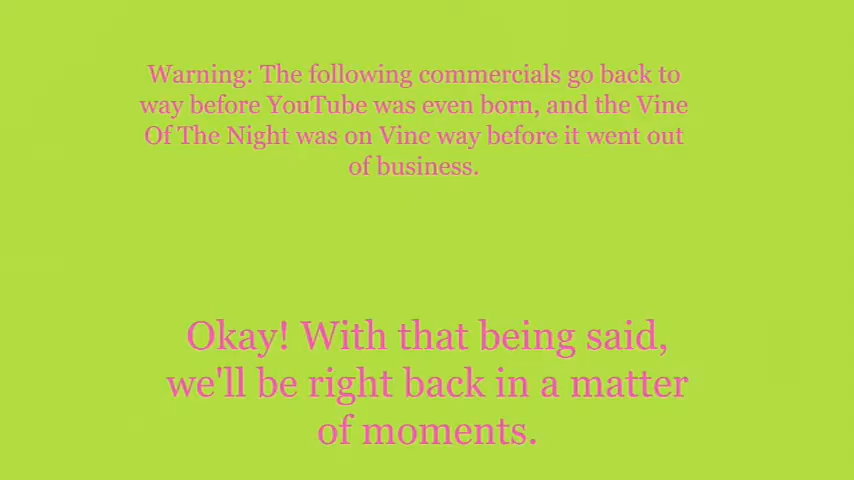 Warning: The following commercials go back to
way before YouTube was even born, and the Vine
Of The Night was on Vine way before it went out
of business.
Okay! With that being said,
we'll be right back in a matter
of moments.